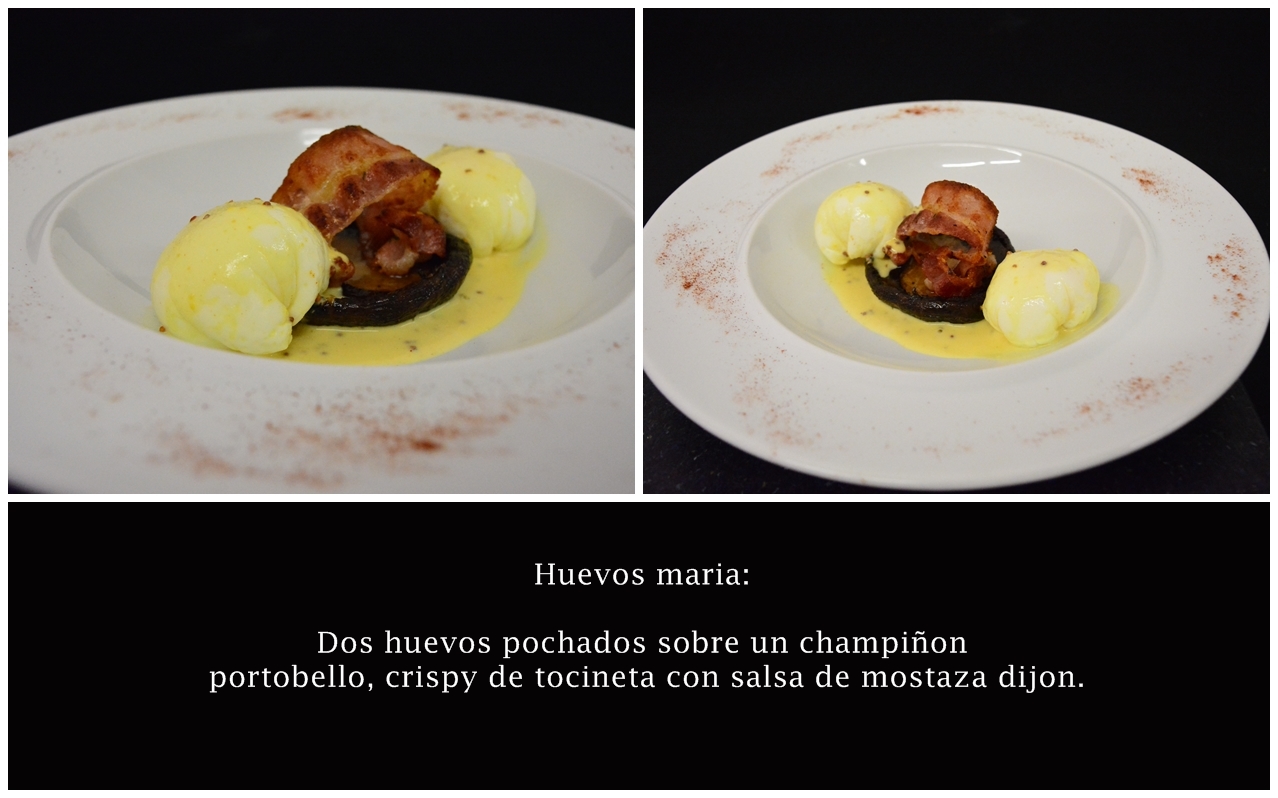 Huevos maria:
Dos huevos pochados sobre un champiñon
portobello, crispy de tocineta con salsa de mostaza dijon.